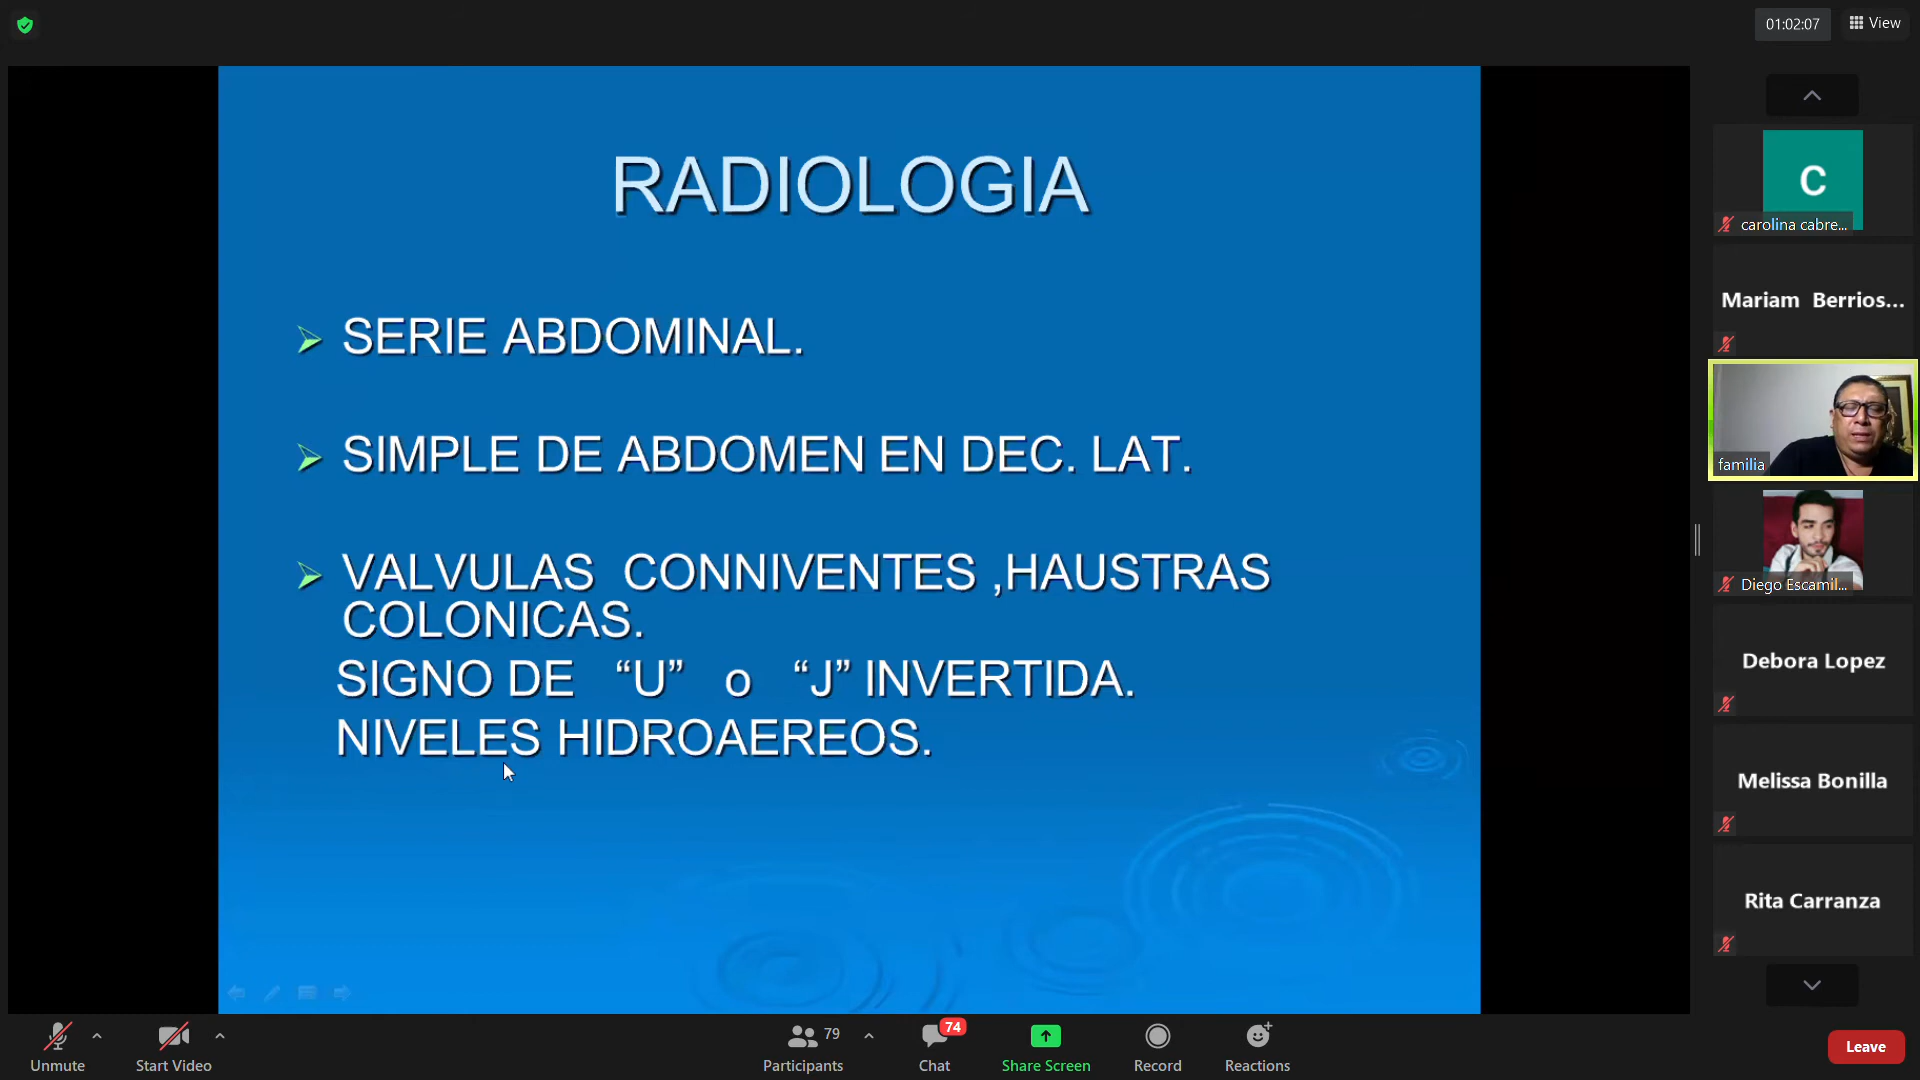 01:02:07
View
RADIOLOGIA
SERIE ABDOMINAL.
SIMPLE DE ABDOMEN EN DEC. LAT.
VALVULAS CONNIVENTES ,HAUSTRAS
COLONICAS.
SIGNO DE “U” o “J” INVERTIDA.
NIVELES HIDROAEREOS.
C
carolina cabre...
Mariam Berrios...
familia
Diego Escamil...
Debora Lopez
Melissa Bonilla
Rita Carranza
Unmute
Start Video
79
Participants
74
Chat
Share Screen
Record
Reactions
Leave